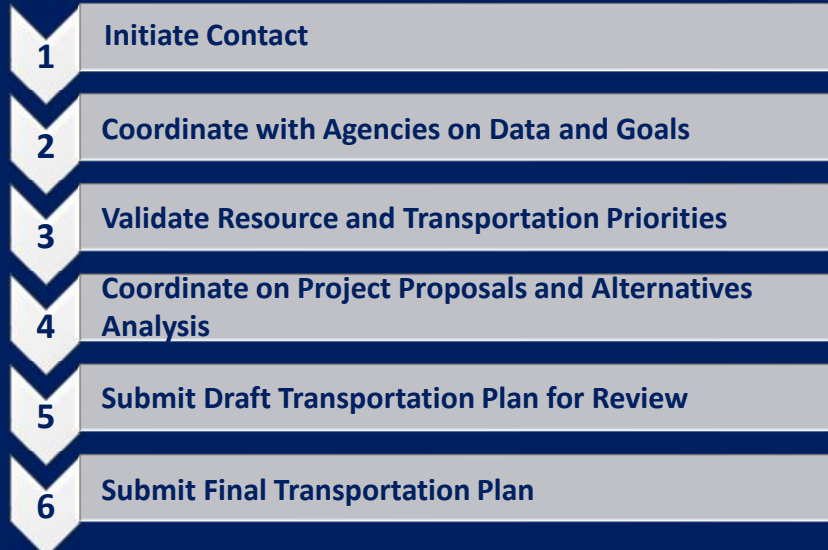 1
Initiate Contact
2
Coordinate with Agencies on Data and Goals
3
Validate Resource and Transportation Priorities
4
Coordinate on Project Proposals and Alternatives
Analysis
5
Submit Draft Transportation Plan for Review
6
Submit Final Transportation Plan